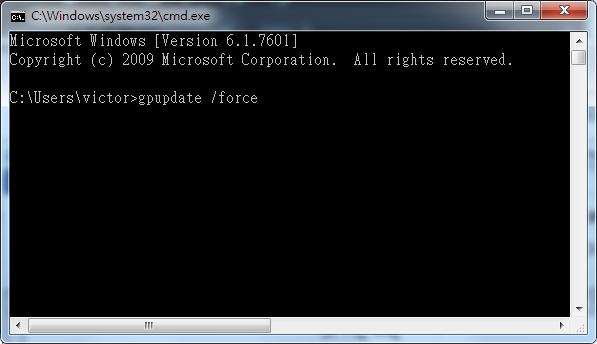 C:\Windows\system32\cmd.exe
Microsoft Windows [Version 6.1.7601]
Copyright (c) 2009 Microsoft Corporation.  All rights reserved.
C:\Users\victor>gpupdate /force